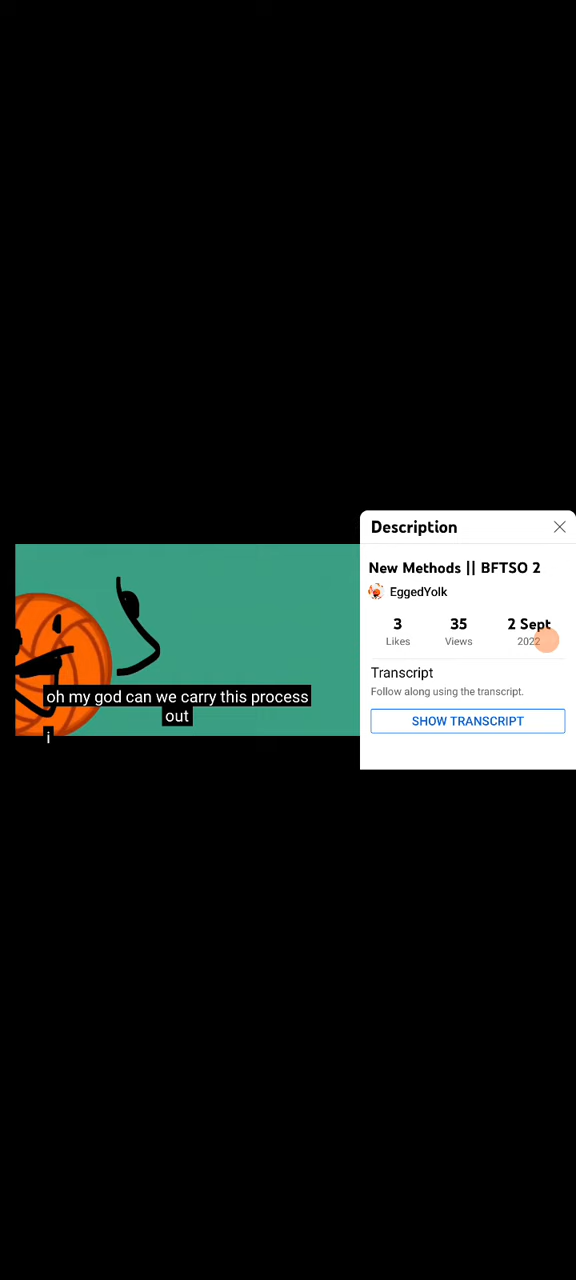 Description
New Methods || BFTSO 2
EggedYolk
3 35 2 Sept
Likes Views 2022
Transcript
Follow along using the transcript.
SHOW TRANSCRIPT
oh my god can we carry this process
out
i